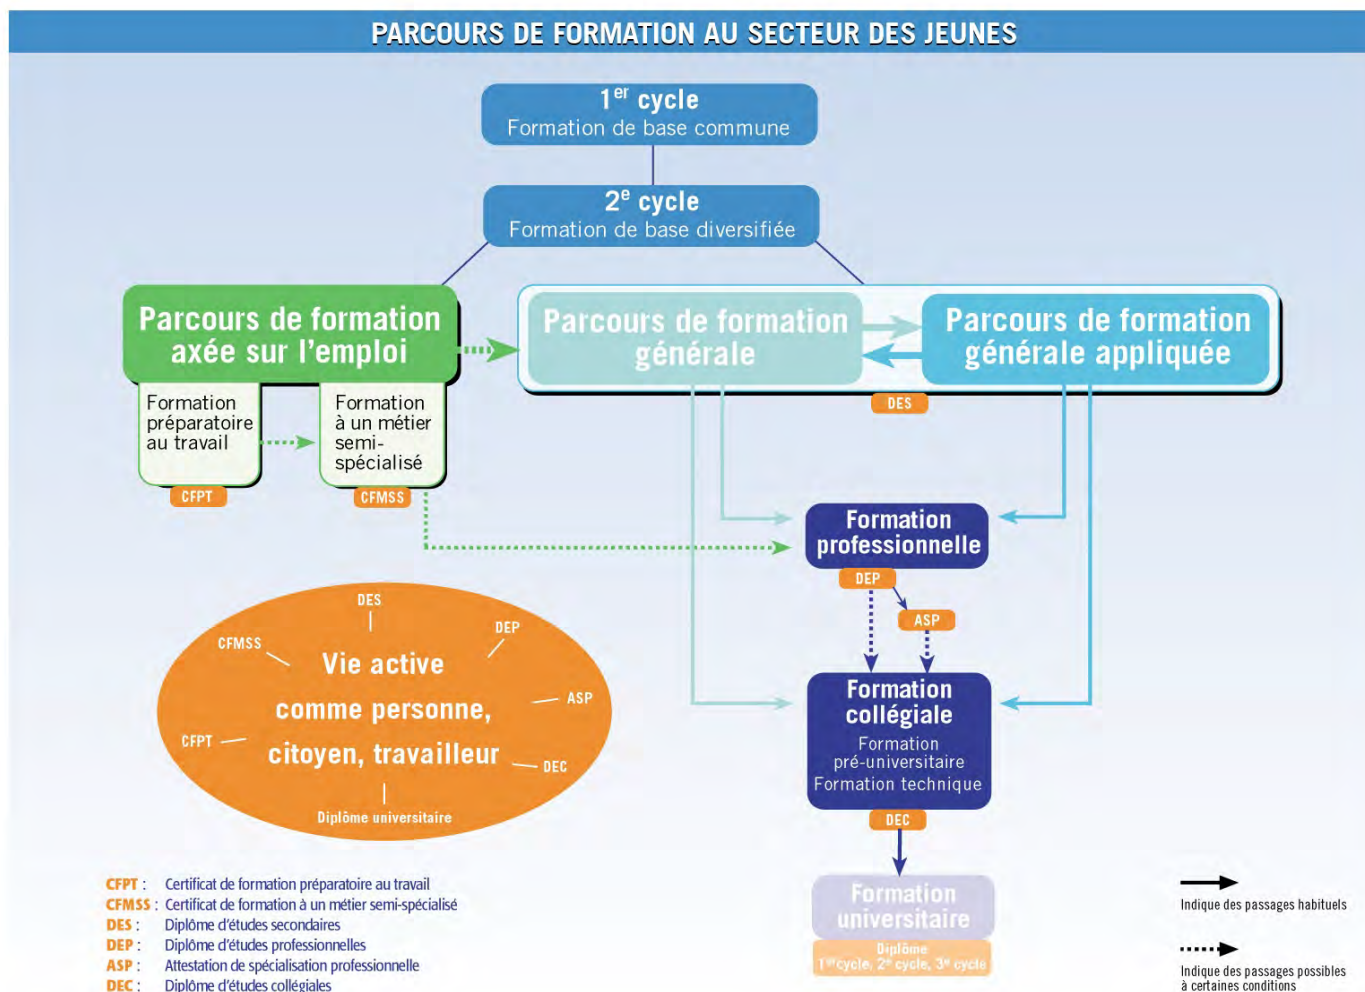 PARCOURS DE FORMATION AU SECTEUR DES JEUNES
1er cycle
Formation de base commune
2e cycle
Formation de base diversifiée
Parcours de formation
axée sur l'emploi
Parcours de formation
générale
Parcours de formation
générale appliquée
DES
Formation
préparatoire
au travail
Formation
à un métier
semi-
spécialisé
CFPT
CFMSS
Formation
professionnelle
DEP
ASP
Formation
collégiale
Formation
pré-universitaire
Formation technique
DEC
Formation
universitaire
Diplôme
1er cycle, 2e cycle, 3e cycle
DES
CFMSS
DEP
Vie active
comme personne,
citoyen, travailleur
ASP
CFPT
DEC
Diplôme universitaire
CFPT : Certificat de formation préparatoire au travail
CFMSS : Certificat de formation à un métier semi-spécialisé
DES : Diplôme d'études secondaires
DEP : Diplôme d'études professionnelles
ASP : Attestation de spécialisation professionnelle
DEC : Diplôme d'études collégiales
Indique des passages habituels
Indique des passages possibles
à certaines conditions